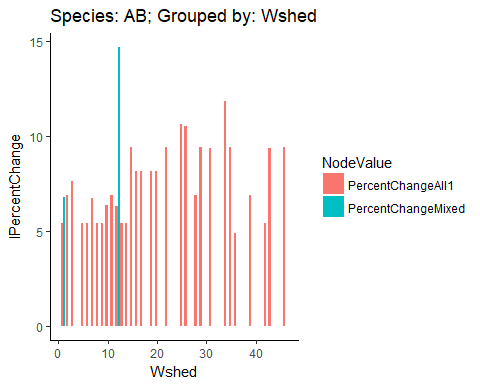 Species: AB; Grouped by: Wshed
15
10
5
0
lPercentChange
0 10 20 30 40
Wshed
NodeValue
PercentChangeAll1
PercentChangeMixed